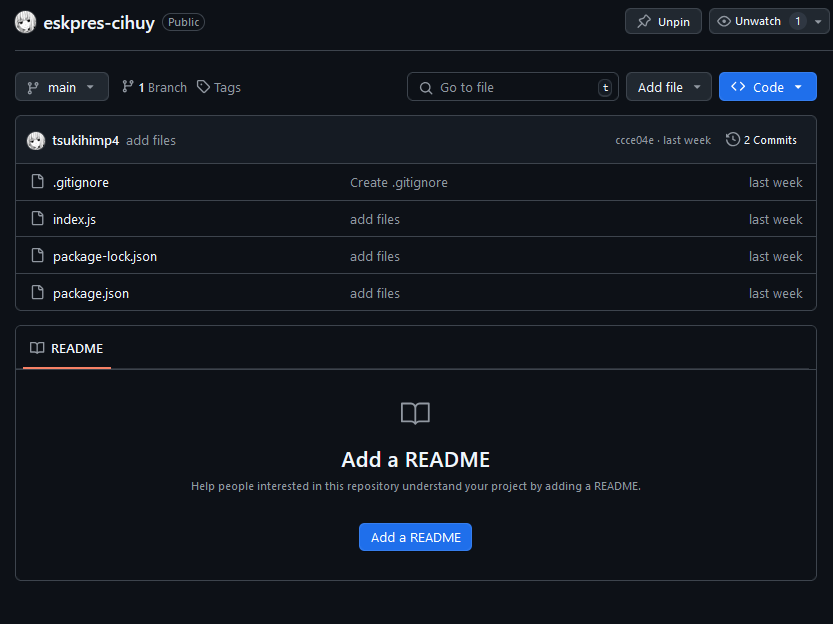 eskpres-cihuy Public Unpin Unwatch 1
main 1 Branch Tags Go to file t Add file Code
tsukihimp4 add files ccce04e · last week 2 Commits
.gitignore Create .gitignore last week
index.js add files last week
package-lock.json add files last week
package.json add files last week
README
Add a README
Help people interested in this repository understand your project by adding a README.
Add a README